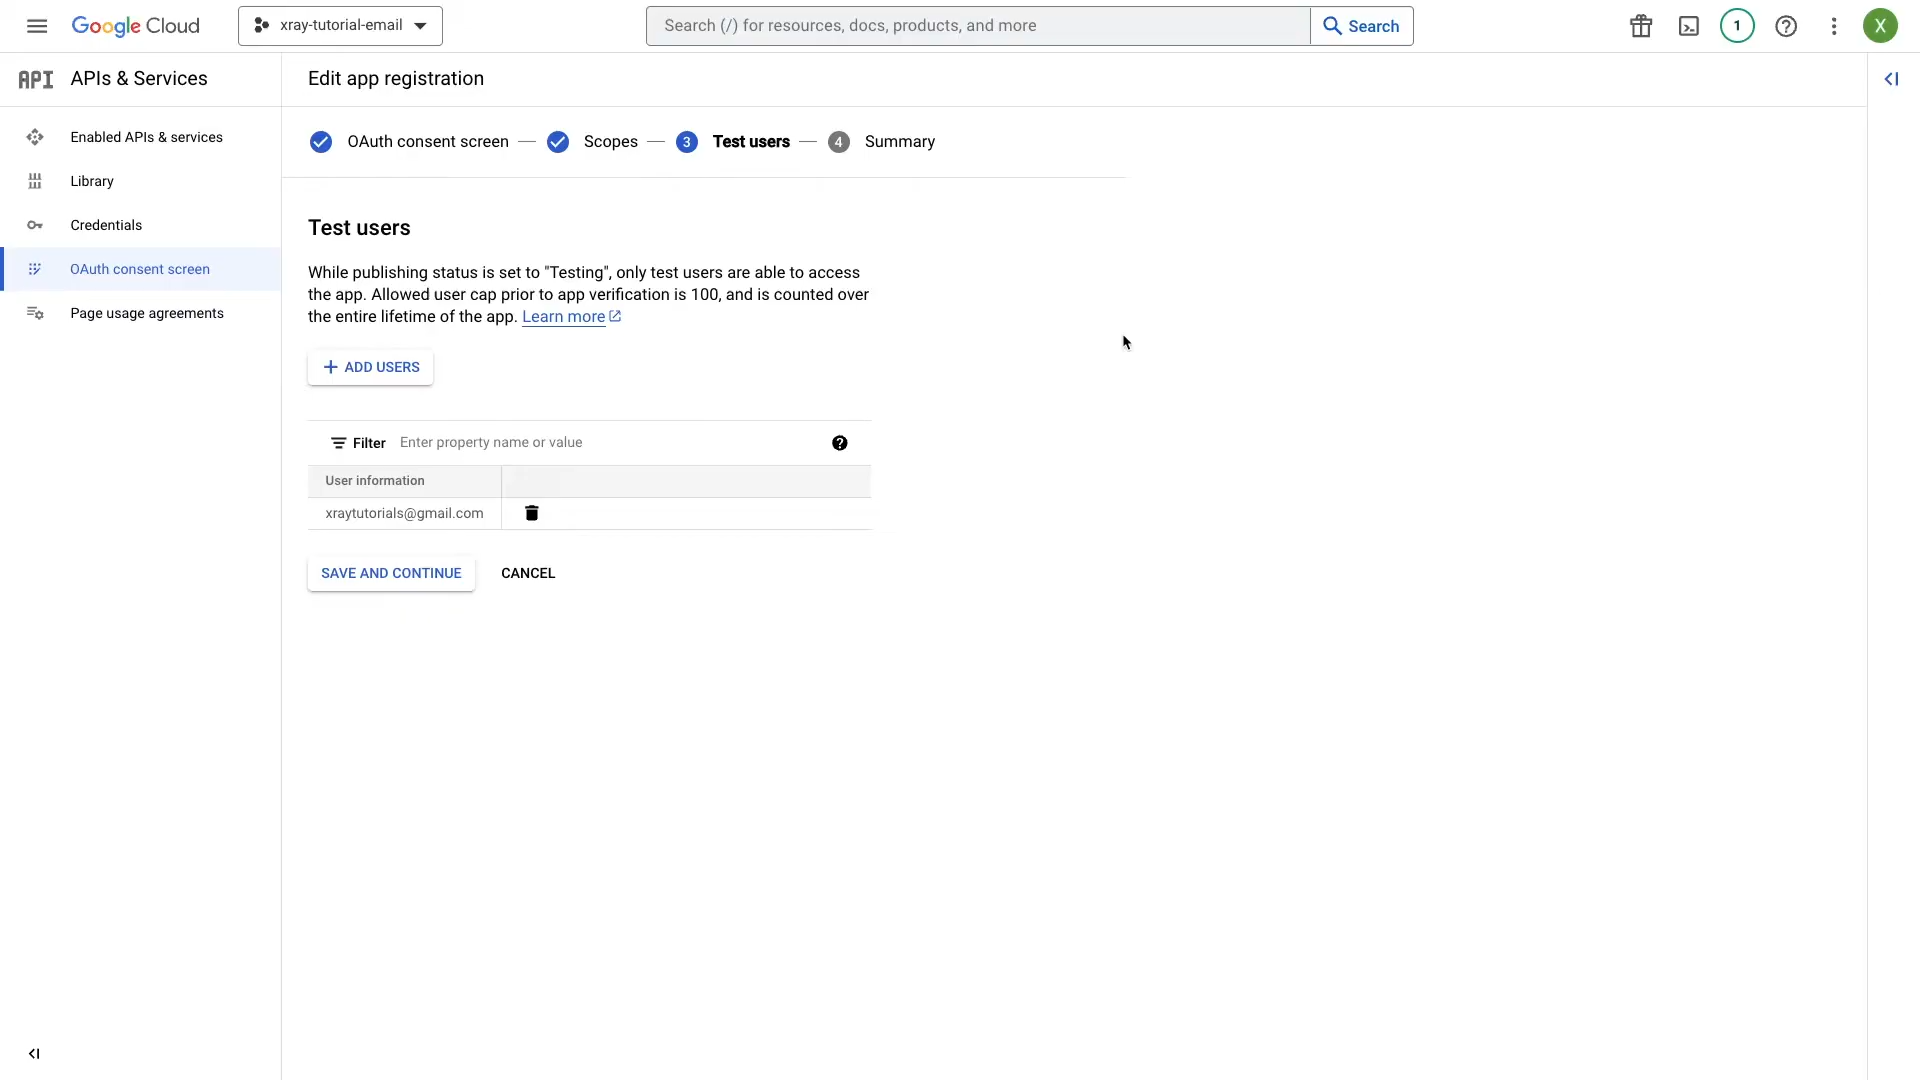 Google Cloud
xray-tutorial-email
Search (/) for resources, docs, products, and more
Search
1
X
API APIs & Services
Edit app registration
Enabled APIs & services
Library
Credentials
OAuth consent screen
Page usage agreements
OAuth consent screen
Scopes
3 Test users
4 Summary
Test users
While publishing status is set to "Testing", only test users are able to access
the app. Allowed user cap prior to app verification is 100, and is counted over
the entire lifetime of the app. Learn more
ADD USERS
Filter Enter property name or value
User information
xraytutorials@gmail.com
SAVE AND CONTINUE CANCEL